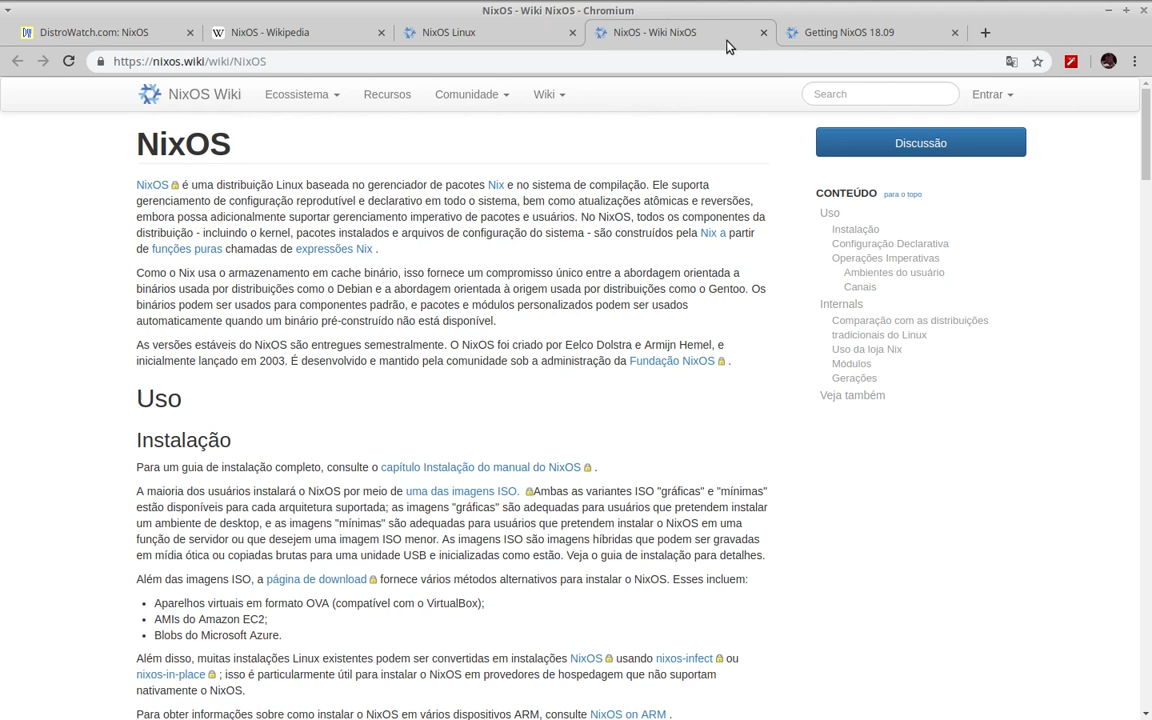 NixOS - Wiki NixOS - Chromium
DistroWatch.com: NixOS
NixOS - Wikipedia
NixOS Linux
NixOS - Wiki NixOS
Getting NixOS 18.09
https://nixos.wiki/wiki/NixOS
NixOS Wiki
Ecossistema
Recursos
Comunidade
Wiki
Search
Entrar
NixOS
NixOS é uma distribuição Linux baseada no gerenciador de pacotes Nix e no sistema de compilação. Ele suporta
gerenciamento de configuração reprodutível e declarativo em todo o sistema, bem como atualizações atômicas e reversões,
embora possa adicionalmente suportar gerenciamento imperativo de pacotes e usuários. No NixOS, todos os componentes da
distribuição - incluindo o kernel, pacotes instalados e arquivos de configuração do sistema - são construídos pela Nix a partir
de funções puras chamadas de expressões Nix .
Como o Nix usa o armazenamento em cache binário, isso fornece um compromisso único entre a abordagem orientada a
binários usada por distribuições como o Debian e a abordagem orientada à origem usada por distribuições como o Gentoo. Os
binários podem ser usados para componentes padrão, e pacotes e módulos personalizados podem ser usados
automaticamente quando um binário pré-construído não está disponível.
As versões estáveis do NixOS são entregues semestralmente. O NixOS foi criado por Eelco Dolstra e Armijn Hemel, e
inicialmente lançado em 2003. É desenvolvido e mantido pela comunidade sob a administração da Fundação NixOS .
Uso
Instalação
Para um guia de instalação completo, consulte o capítulo Instalação do manual do NixOS .
A maioria dos usuários instalará o NixOS por meio de uma das imagens ISO. Ambas as variantes ISO "gráficas" e "mínimas"
estão disponíveis para cada arquitetura suportada; as imagens "gráficas" são adequadas para usuários que pretendem instalar
um ambiente de desktop, e as imagens "mínimas" são adequadas para usuários que pretendem instalar o NixOS em uma
função de servidor ou que desejem uma imagem ISO menor. As imagens ISO são imagens híbridas que podem ser gravadas
em mídia ótica ou copiadas brutas para uma unidade USB e inicializadas como estão. Veja o guia de instalação para detalhes.
Além das imagens ISO, a página de download fornece vários métodos alternativos para instalar o NixOS. Esses incluem:
• Aparelhos virtuais em formato OVA (compatível com o VirtualBox);
• AMIs do Amazon EC2;
• Blobs do Microsoft Azure.
Além disso, muitas instalações Linux existentes podem ser convertidas em instalações NixOS usando nixos-infect ou
nixos-in-place ; isso é particularmente útil para instalar o NixOS em provedores de hospedagem que não suportam
nativamente o NixOS.
Para obter informações sobre como instalar o NixOS em vários dispositivos ARM, consulte NixOS on ARM .
Discussão
CONTEÚDO para o topo
Uso
Instalação
Configuração Declarativa
Operações Imperativas
Ambientes do usuário
Canais
Internals
Comparação com as distribuições
tradicionais do Linux
Uso da loja Nix
Módulos
Gerações
Veja também